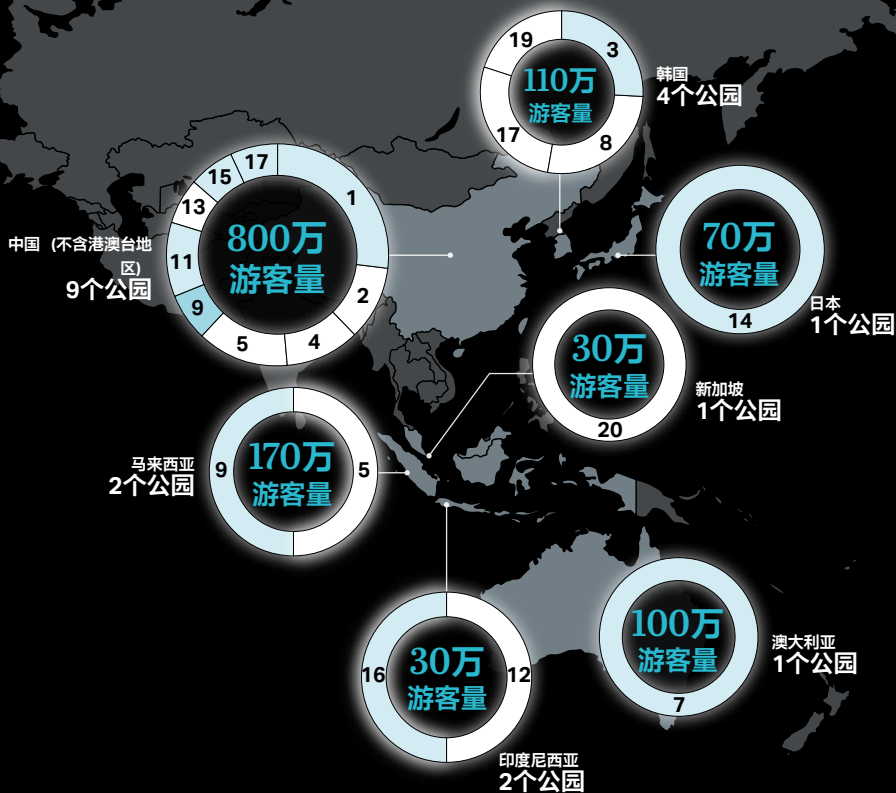 19
3
110万
游客量
17
8
韩国
4个公园
17
15
1
13
800万
游客量
中国 (不含港澳台地
区)
9个公园
11
2
9
5
4
70万
游客量
14
日本
1个公园
30万
游客量
20
新加坡
1个公园
马来西亚
2个公园
9
170万
游客量
5
16
30万
游客量
12
印度尼西亚
2个公园
100万
游客量
7
澳大利亚
1个公园